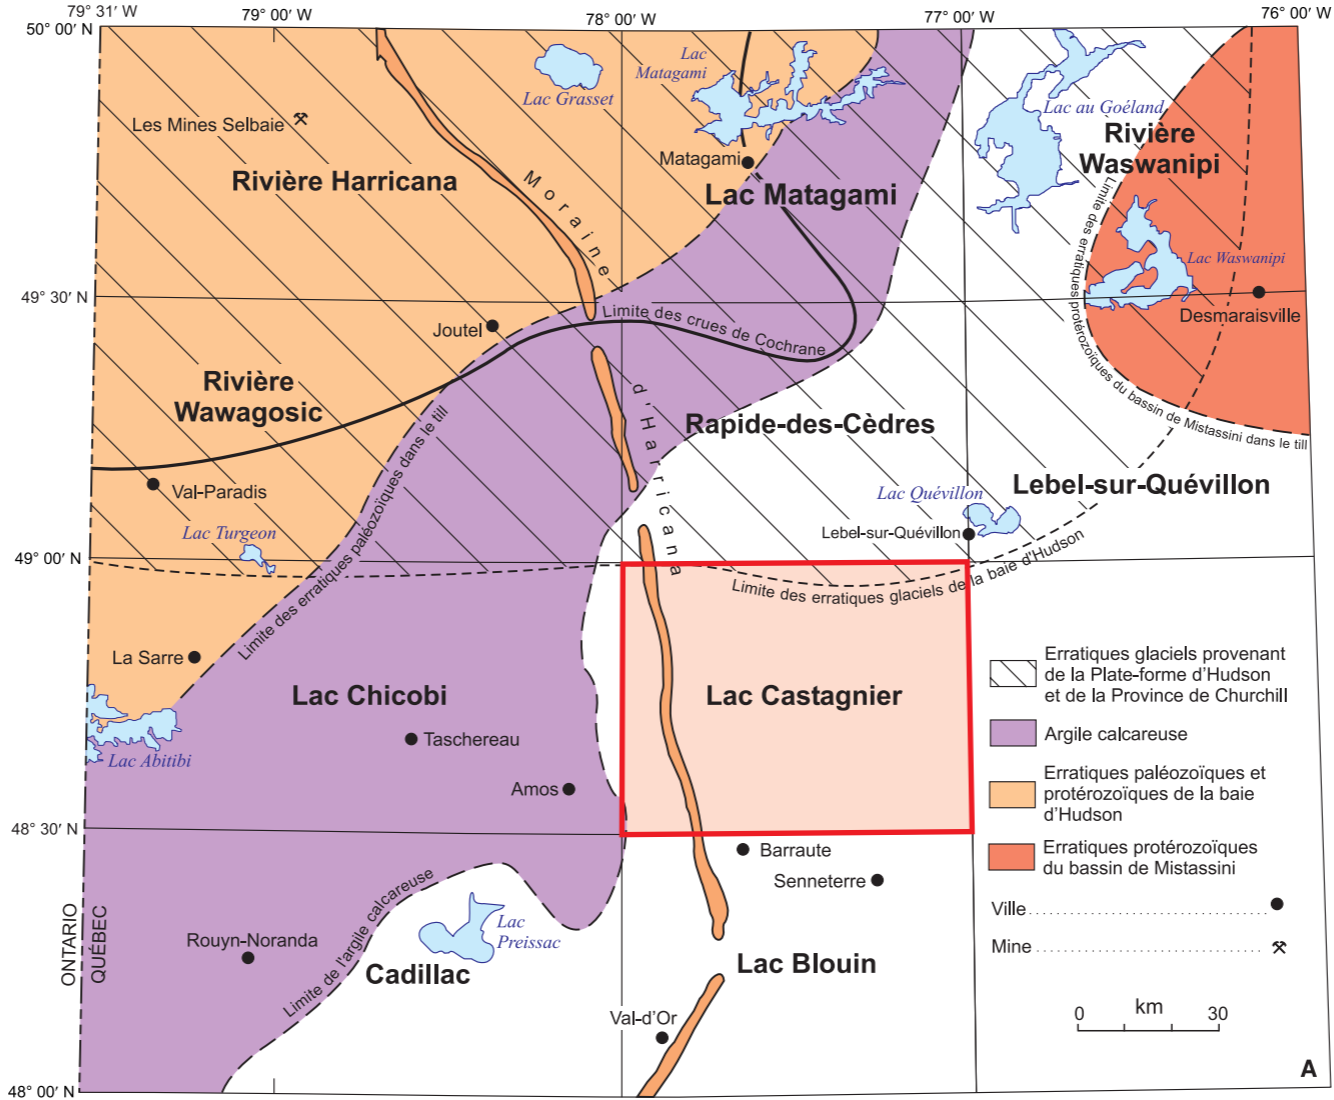 79° 31′ W
79° 00′ W
78° 00′ W
77° 00′ W
76° 00′ W
50° 00′ N
Lac Grasset
Lac
Matagami
Lac au Goéland
Les Mines Selbaie
Rivière
Waswanipi
Matagami
Rivière Harricana
Moraine
Lac Matagami
Limite des erratiques protérozoïques du bassin de Mistassini dans le till
Lac Waswanipi
49° 30′ N
Desmaraisville
Joutel
Limite des crues de Cochrane
Rivière
Wawagosic
d'Harricana
Rapide-des-Cèdres
Val-Paradis
Lac Quévillon
Lebel-sur-Quévillon
Lac Turgeon
Lebel-sur-Quévillon
49° 00′ N
Limite des erratiques paléozoïques dans le till
Limite des erratiques glaciels de la baie d'Hudson
La Sarre
Lac Chicobi
Lac Castagnier
Erratiques glaciels provenant
de la Plate-forme d'Hudson
et de la Province de Churchill
Taschereau
Argile calcareuse
Lac Abitibi
Amos
Erratiques paléozoïques et
protérozoïques de la baie
d'Hudson
48° 30′ N
Barraute
Erratiques protérozoïques
du bassin de Mistassini
Senneterre
Limite de l'argile calcareuse
Ville
ONTARIO
QUÉBEC
Lac
Preissac
Rouyn-Noranda
Mine
Cadillac
Lac Blouin
Val-d'Or
0 km 30
A
48° 00′ N